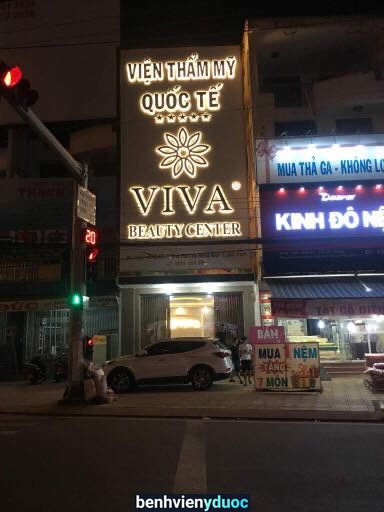 VIỆN THẨM MỸ
QUỐC TẾ
VIVA
BEAUTY CENTER
MUA THẢ GA - KHÔNG LO
KINH ĐÔ NỆ
20
BÁN
MUA NỆM
TẶNG
7 MÓN
benhvienyduoc